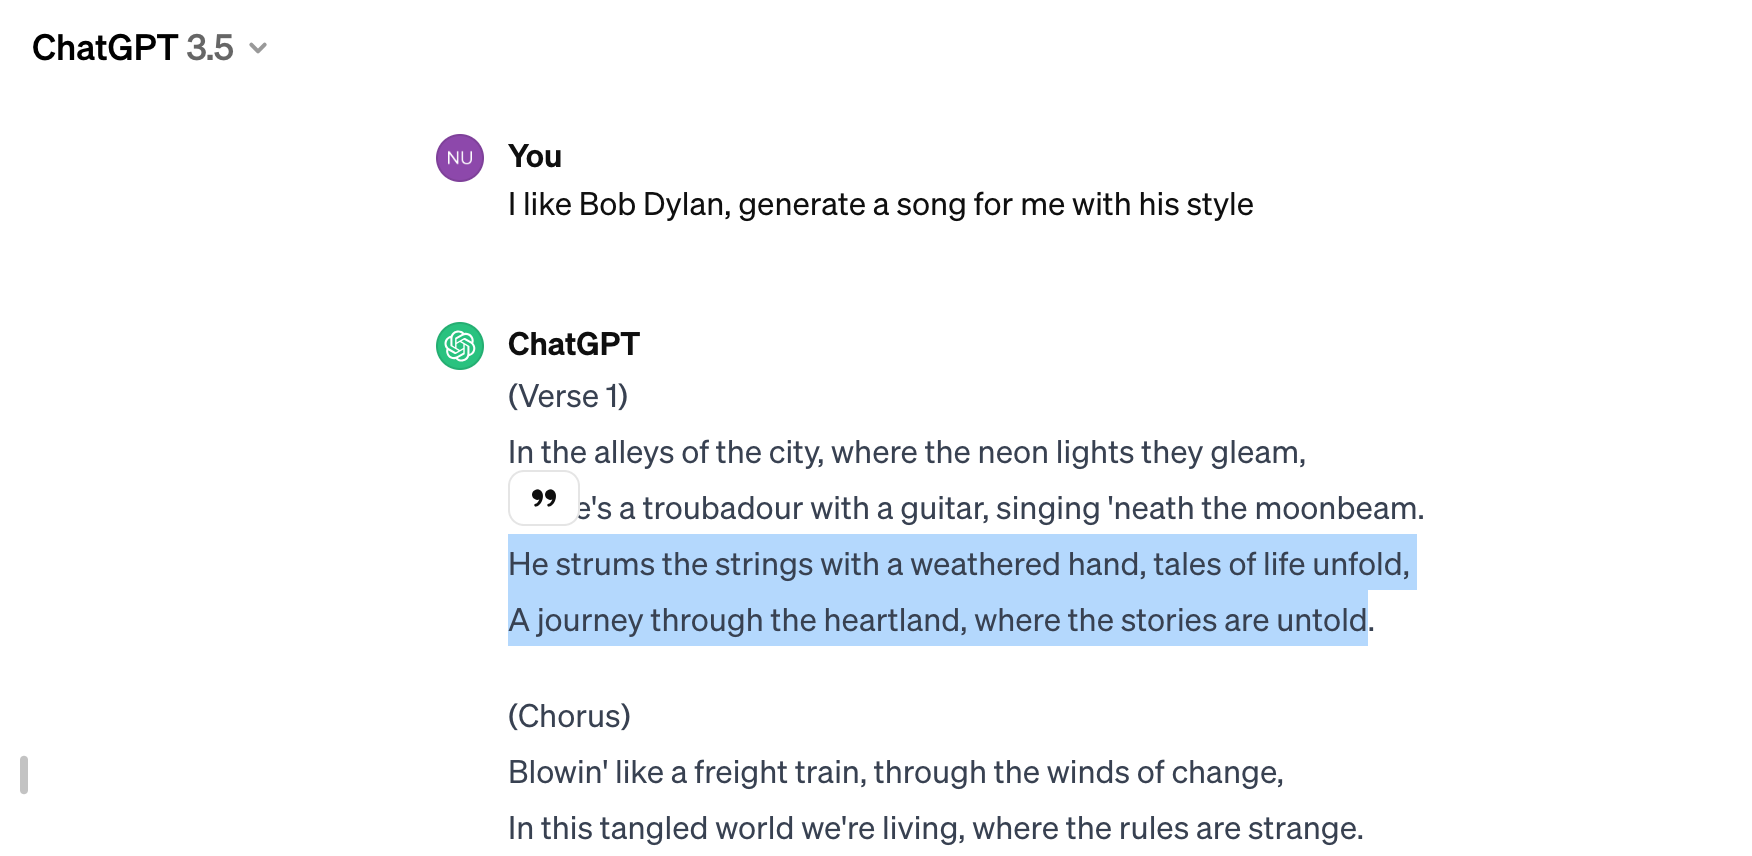 ChatGPT 3.5
NU
You
I like Bob Dylan, generate a song for me with his style
ChatGPT
(Verse 1)
In the alleys of the city, where the neon lights they gleam,
e's a troubadour with a guitar, singing 'neath the moonbeam.
He strums the strings with a weathered hand, tales of life unfold,
A journey through the heartland, where the stories are untold.
(Chorus)
Blowin' like a freight train, through the winds of change,
In this tangled world we're living, where the rules are strange.